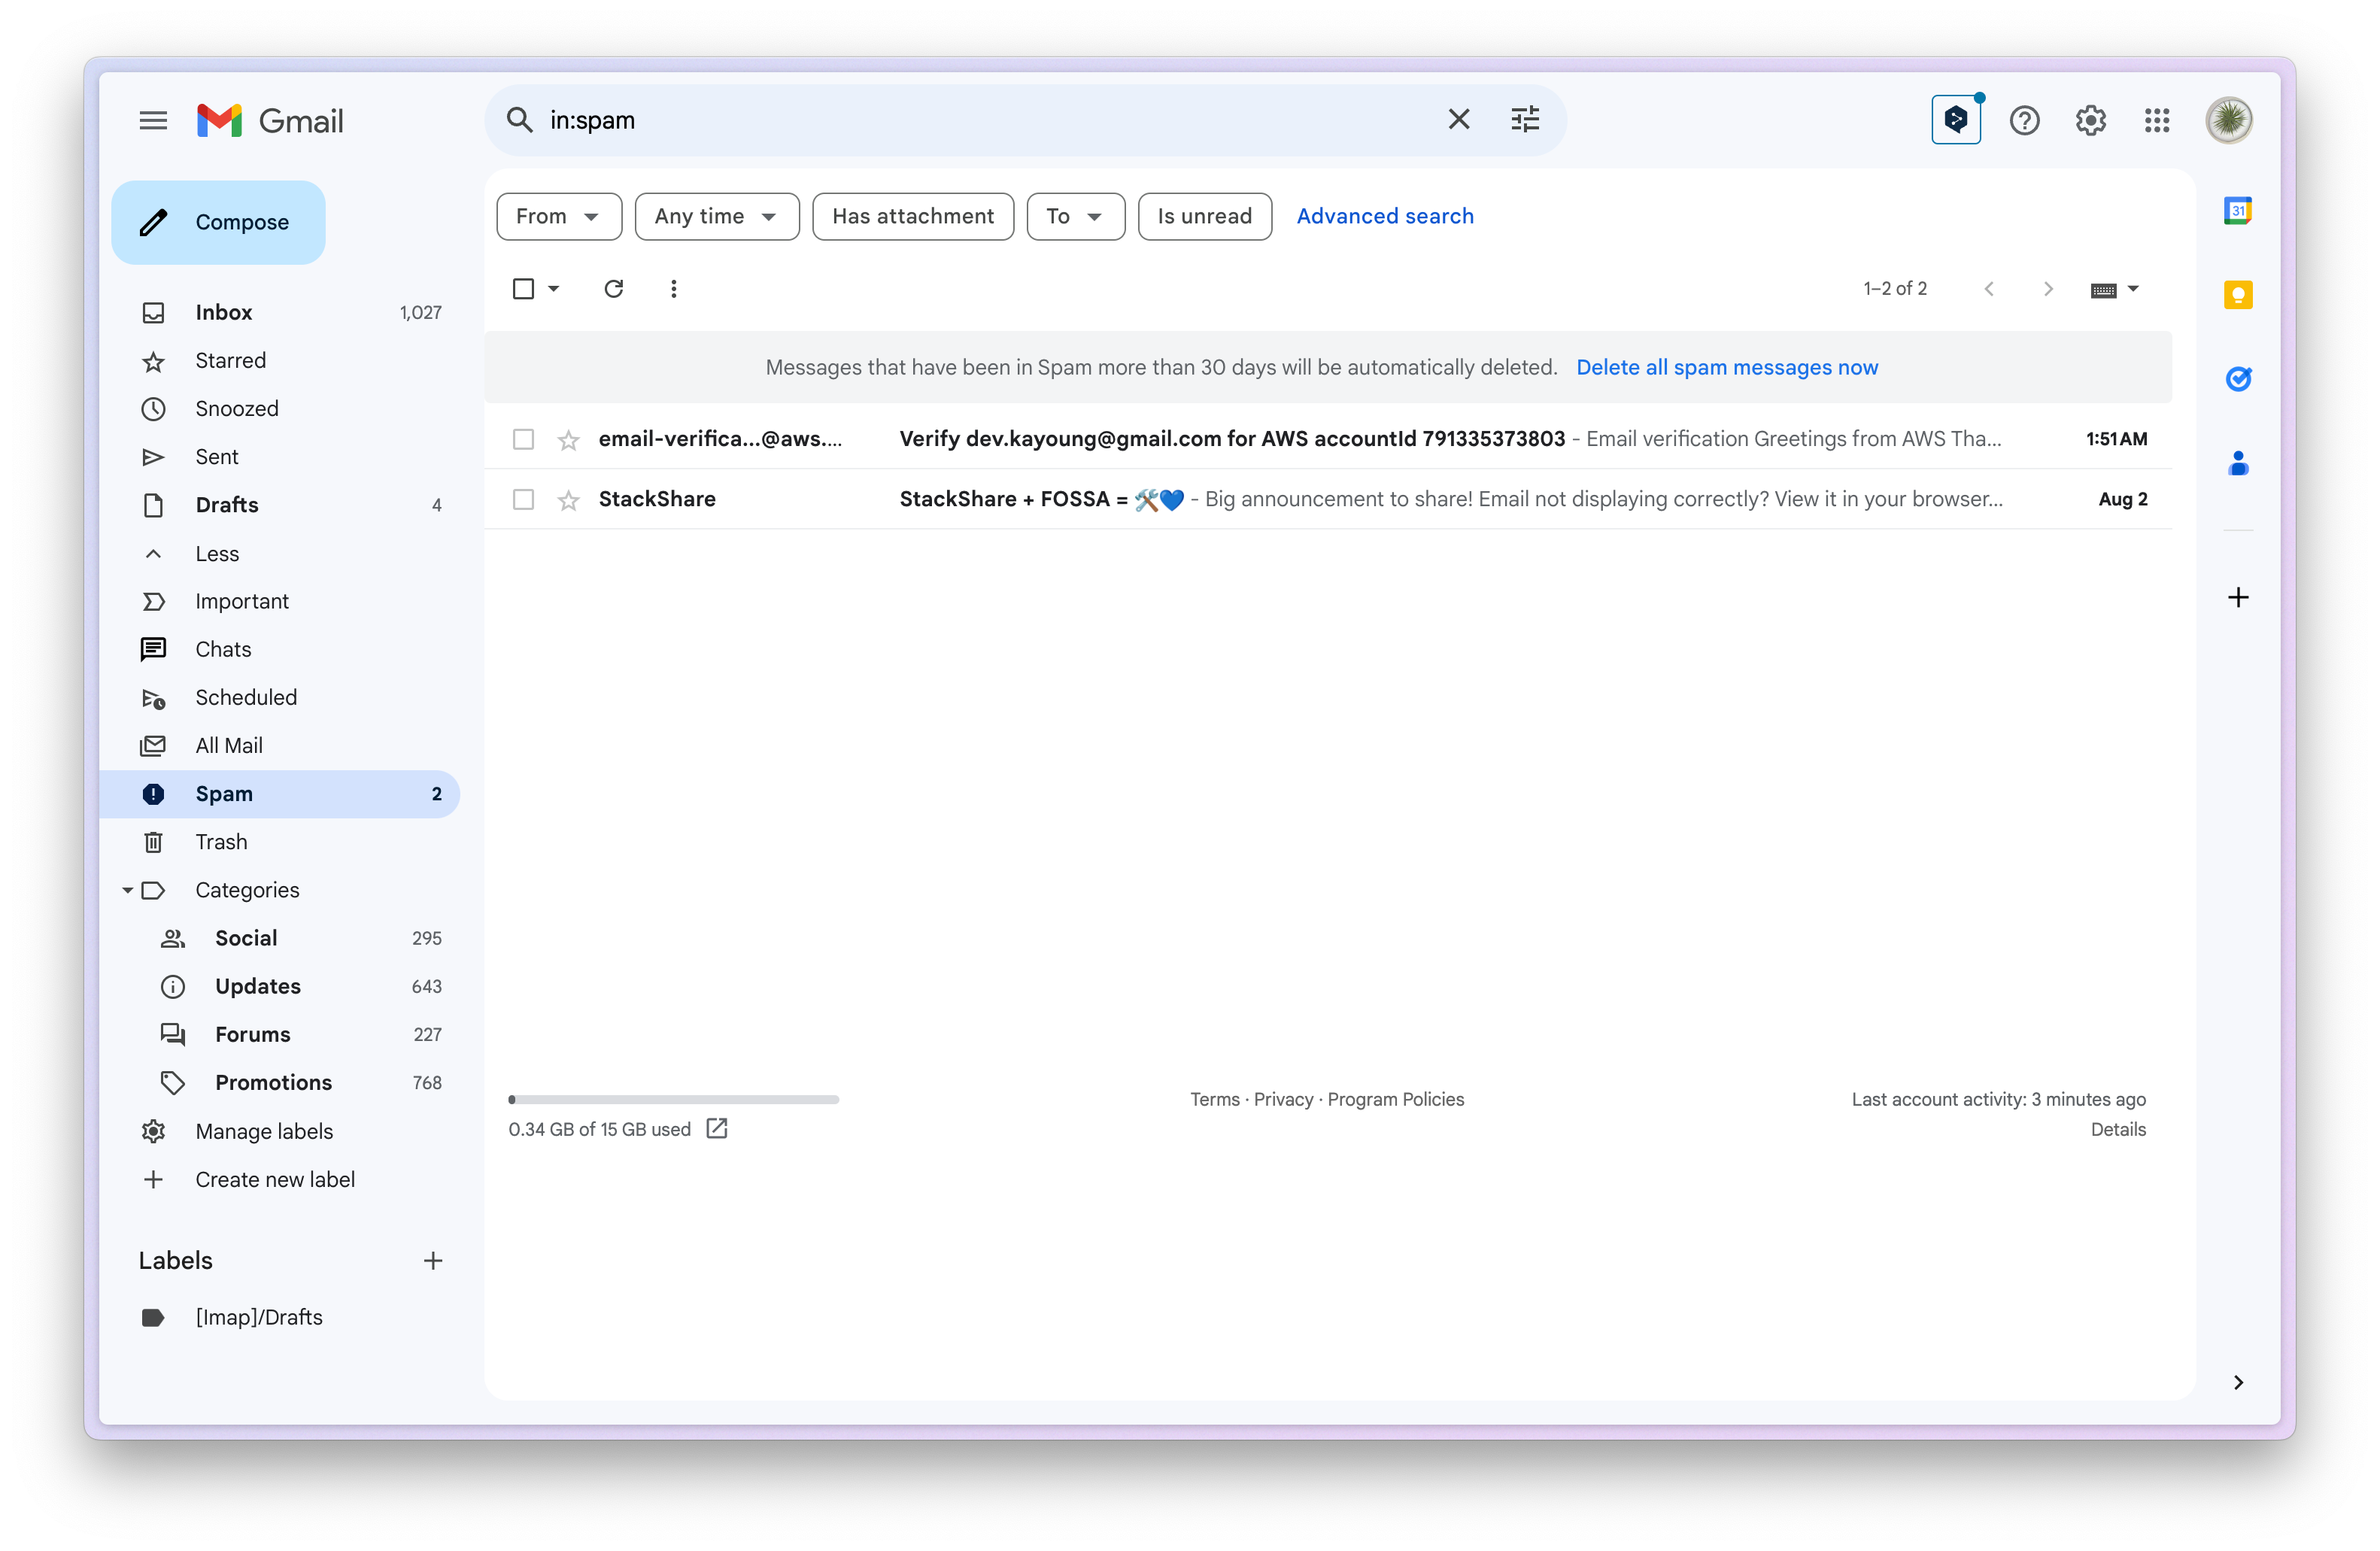 Gmail
in:spam
Compose
From
Any time
Has attachment
To
Is unread
Advanced search
1–2 of 2
Inbox 1,027
Starred
Snoozed
Sent
Drafts 4
Less
Important
Chats
Scheduled
All Mail
Spam 2
Trash
Categories
Social 295
Updates 643
Forums 227
Promotions 768
Manage labels
Create new label
Labels
[Imap]/Drafts
Messages that have been in Spam more than 30 days will be automatically deleted. Delete all spam messages now
email-verifica...@aws.... Verify dev.kayoung@gmail.com for AWS accountId 791335373803 - Email verification Greetings from AWS Tha... 1:51 AM
StackShare StackShare + FOSSA = 🛠️💙 - Big announcement to share! Email not displaying correctly? View it in your browser... Aug 2
0.34 GB of 15 GB used
Terms · Privacy · Program Policies
Last account activity: 3 minutes ago
Details
31